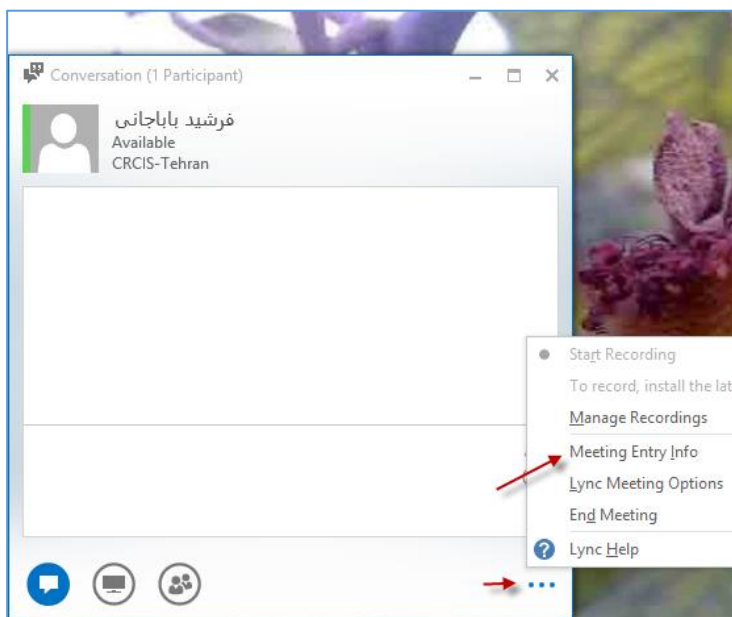 Conversation (1 Participant)
فرشید باباجانی
Available
CRCIS-Tehran
Start Recording
To record, install the lat
Manage Recordings
Meeting Entry Info
Lync Meeting Options
End Meeting
Lync Help